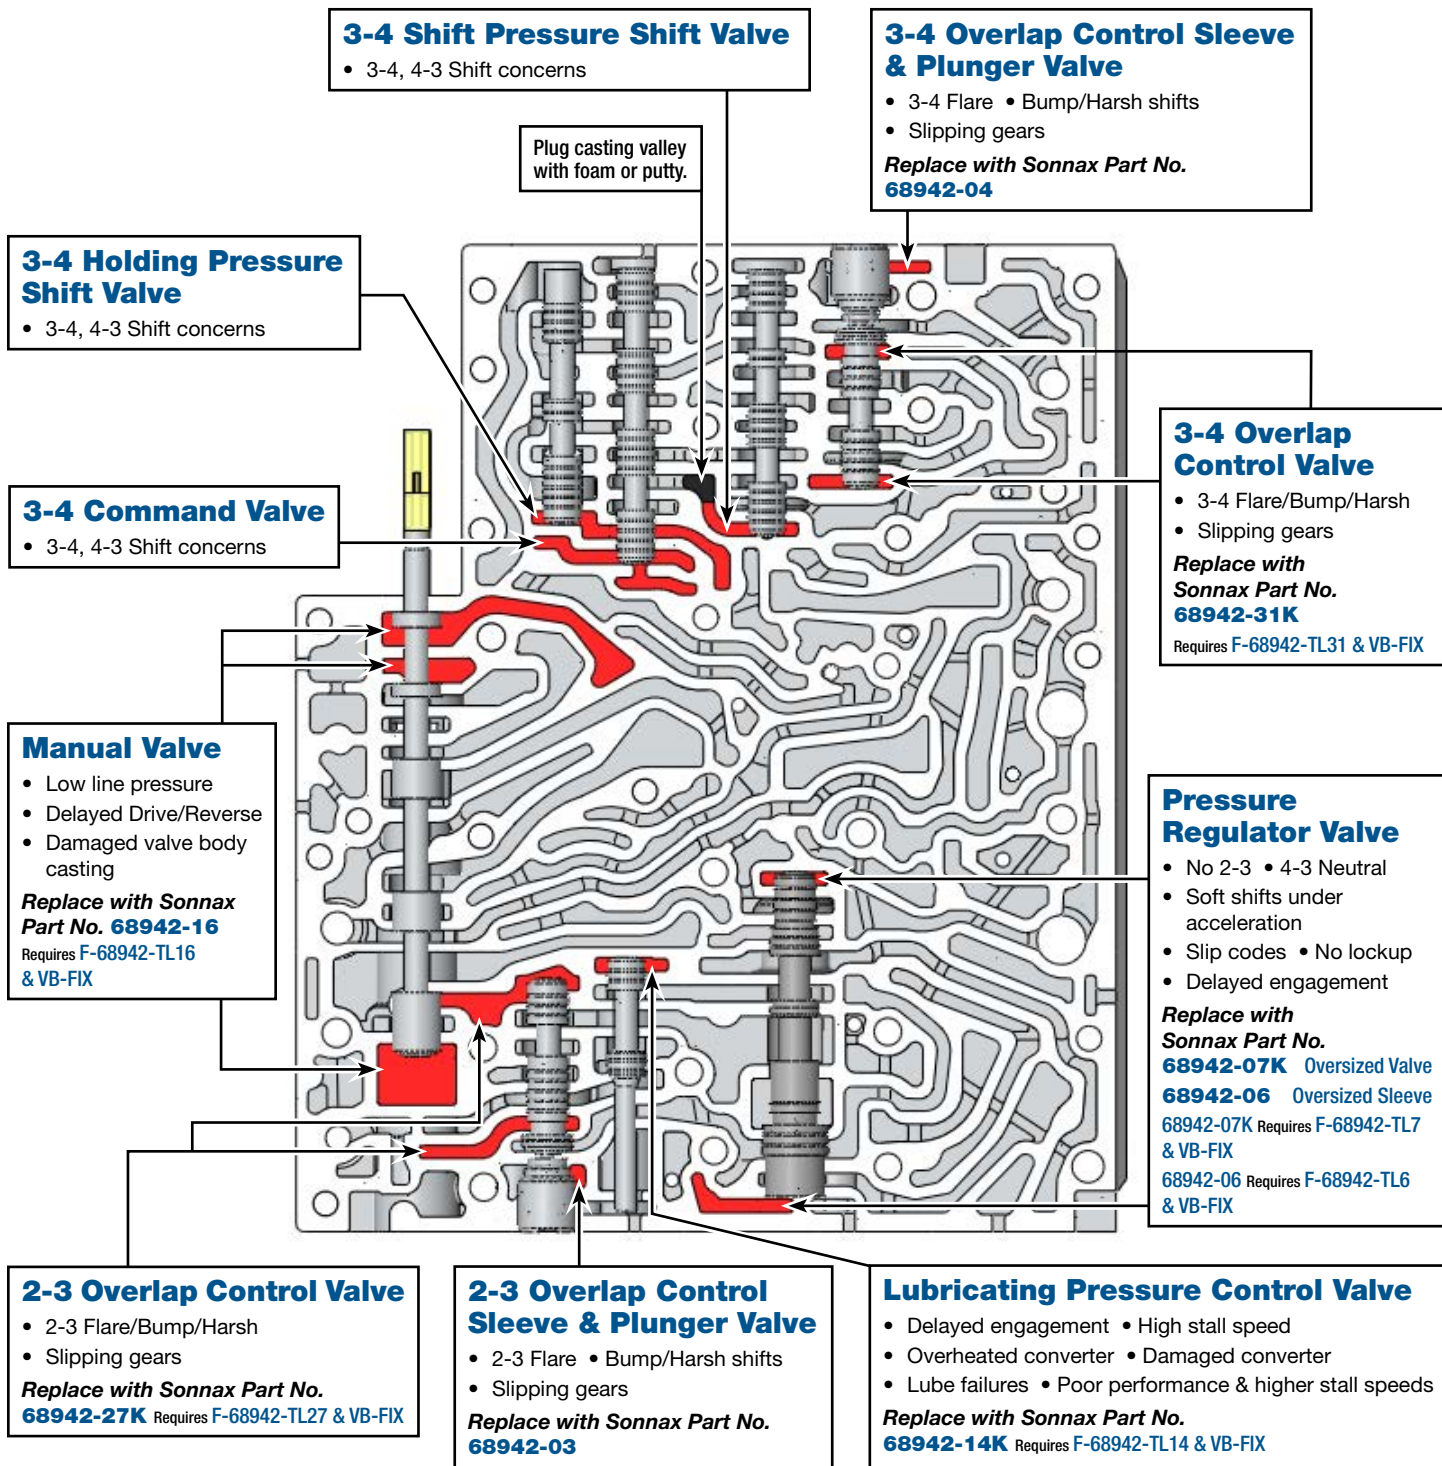 3-4 Shift Pressure Shift Valve
• 3-4, 4-3 Shift concerns
3-4 Overlap Control Sleeve
& Plunger Valve
• 3-4 Flare • Bump/Harsh shifts
• Slipping gears
Replace with Sonnax Part No.
68942-04
Plug casting valley
with foam or putty.
3-4 Holding Pressure
Shift Valve
• 3-4, 4-3 Shift concerns
3-4 Overlap
Control Valve
• 3-4 Flare/Bump/Harsh
• Slipping gears
Replace with
Sonnax Part No.
68942-31K
Requires F-68942-TL31 & VB-FIX
3-4 Command Valve
• 3-4, 4-3 Shift concerns
Manual Valve
• Low line pressure
• Delayed Drive/Reverse
• Damaged valve body
casting
Replace with Sonnax
Part No. 68942-16
Requires F-68942-TL16
& VB-FIX
Pressure
Regulator Valve
• No 2-3 • 4-3 Neutral
• Soft shifts under
acceleration
• Slip codes • No lockup
• Delayed engagement
Replace with
Sonnax Part No.
68942-07K Oversized Valve
68942-06 Oversized Sleeve
68942-07K Requires F-68942-TL7
& VB-FIX
68942-06 Requires F-68942-TL6
& VB-FIX
2-3 Overlap Control Valve
• 2-3 Flare/Bump/Harsh
• Slipping gears
Replace with Sonnax Part No.
68942-27K Requires F-68942-TL27 & VB-FIX
2-3 Overlap Control
Sleeve & Plunger Valve
• 2-3 Flare • Bump/Harsh shifts
• Slipping gears
Replace with Sonnax Part No.
68942-03
Lubricating Pressure Control Valve
• Delayed engagement • High stall speed
• Overheated converter • Damaged converter
• Lube failures • Poor performance & higher stall speeds
Replace with Sonnax Part No.
68942-14K Requires F-68942-TL14 & VB-FIX